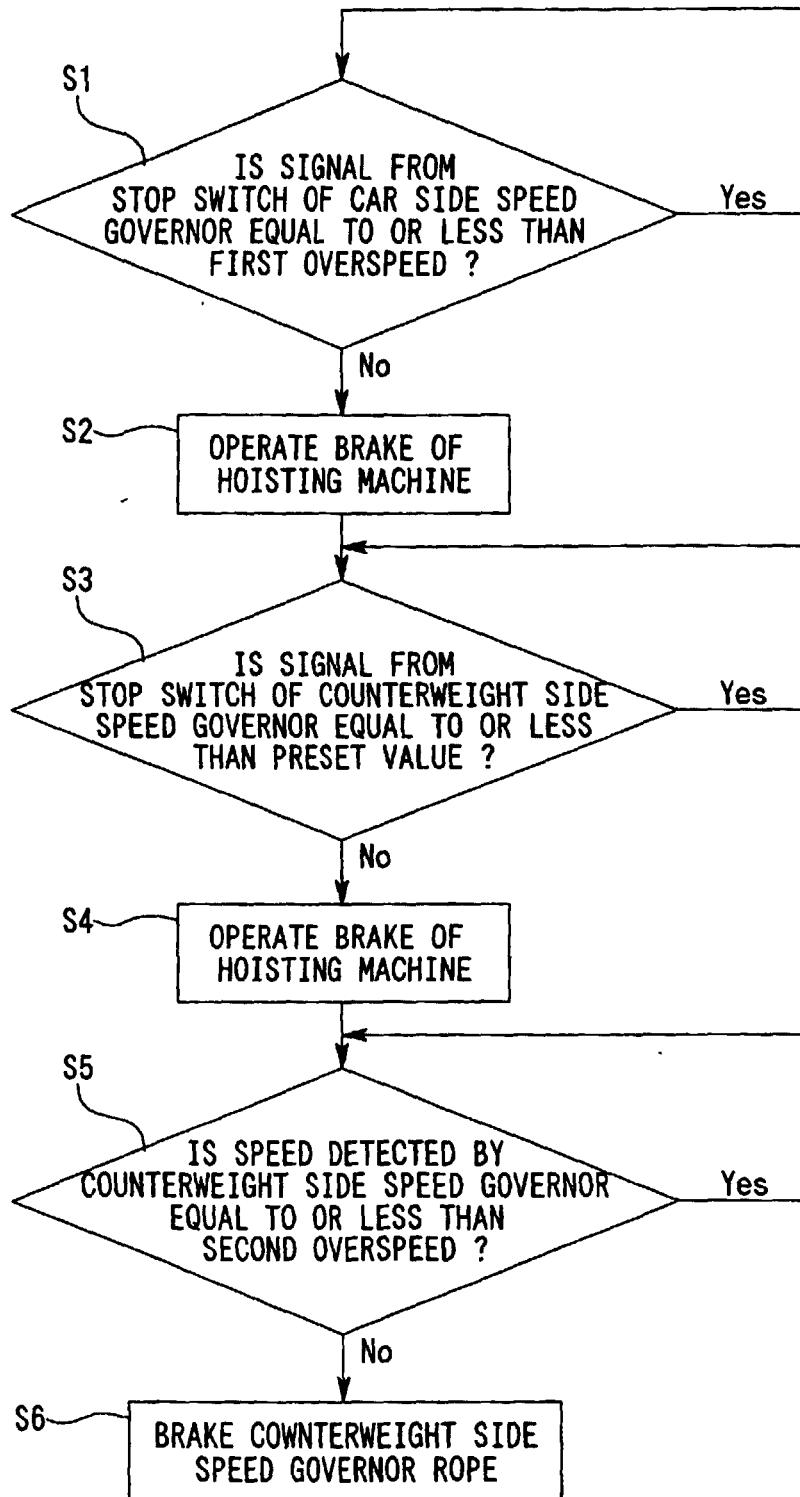 S1
IS SIGNAL FROM
STOP SWITCH OF CAR SIDE SPEED
GOVERNOR EQUAL TO OR LESS THAN
FIRST OVERSPEED ?
Yes
No
S2
OPERATE BRAKE OF
HOISTING MACHINE
S3
IS SIGNAL FROM
STOP SWITCH OF COUNTERWEIGHT SIDE
SPEED GOVERNOR EQUAL TO OR LESS
THAN PRESET VALUE ?
Yes
No
S4
OPERATE BRAKE OF
HOISTING MACHINE
S5
IS SPEED DETECTED BY
COUNTERWEIGHT SIDE SPEED GOVERNOR
EQUAL TO OR LESS THAN
SECOND OVERSPEED ?
Yes
No
S6
BRAKE COWNTERWEIGHT SIDE
SPEED GOVERNOR ROPE